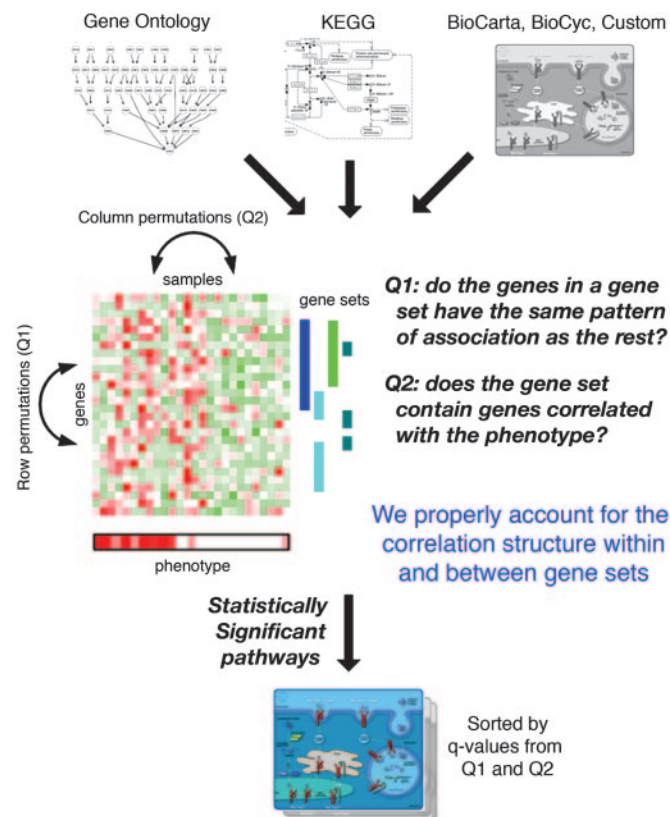 Gene Ontology
KEGG
BioCarta, BioCyc, Custom
Column permutations (Q2)
samples
gene sets
Row permutations (Q1)
genes
phenotype
Q1: do the genes in a gene
set have the same pattern
of association as the rest?
Q2: does the gene set
contain genes correlated
with the phenotype?
We properly account for the
correlation structure within
and between gene sets
Statistically
Significant
pathways
Sorted by
q-values from
Q1 and Q2